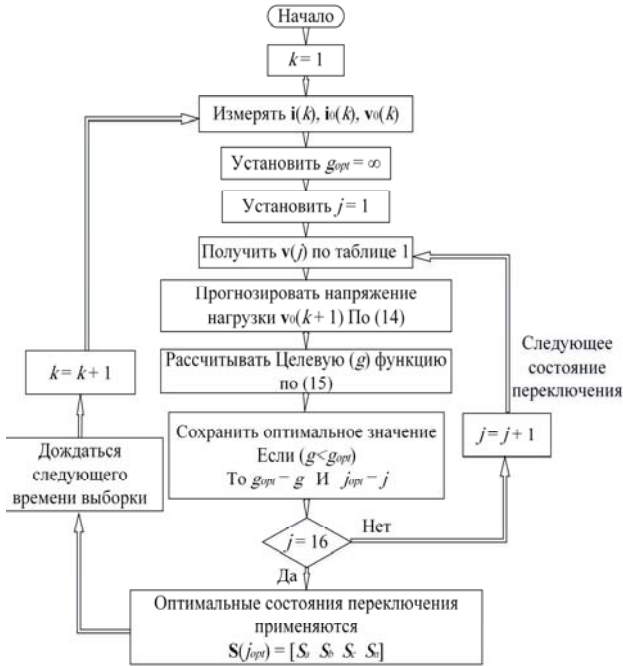 Начало
k = 1
Измерять i(k), i₀(k), v₀(k)
Установить gopt = ∞
Установить j = 1
Получить v(j) по таблице 1
Прогнозировать напряжение
нагрузки v₀(k + 1) По (14)
Рассчитывать Целевую (g) функцию
по (15)
Сохранить оптимальное значение
Если (g<gopt)
То gopt – g И jopt – j
j = 16
Нет
Да
Оптимальные состояния переключения
применяются
S(jopt) = [Sa Sb Sc Sn]
Дождаться
следующего
времени выборки
k = k + 1
j = j + 1
Следующее
состояние
переключения